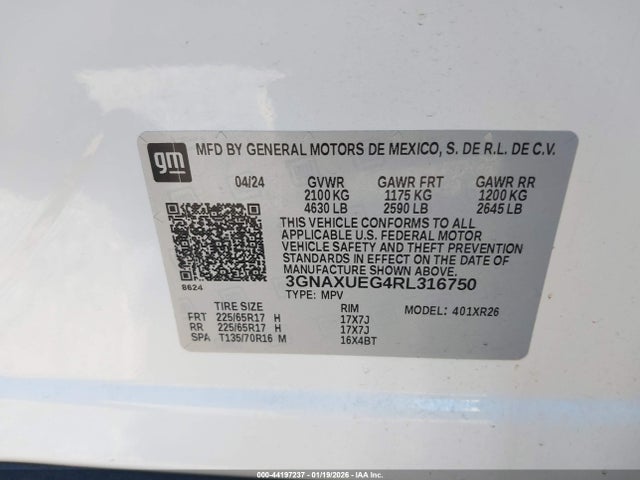 gm
MFD BY GENERAL MOTORS DE MEXICO, S. DE R.L. DE C.V.
04/24 GVWR GAWR FRT GAWR RR
2100 KG 1175 KG 1200 KG
4630 LB 2590 LB 2645 LB
THIS VEHICLE CONFORMS TO ALL
APPLICABLE U.S. FEDERAL MOTOR
VEHICLE SAFETY AND THEFT PREVENTION
STANDARDS IN EFFECT ON THE DATE OF
MANUFACTURE SHOWN ABOVE.
3GNAXUEG4RL316750
8624
TYPE: MPV
TIRE SIZE RIM MODEL: 401XR26
FRT 225/65R17 H 17X7J
RR 225/65R17 H 17X7J
SPA T135/70R16 M 16X4BT
000-44197237 - 01/19/2026 - IAAI.COM